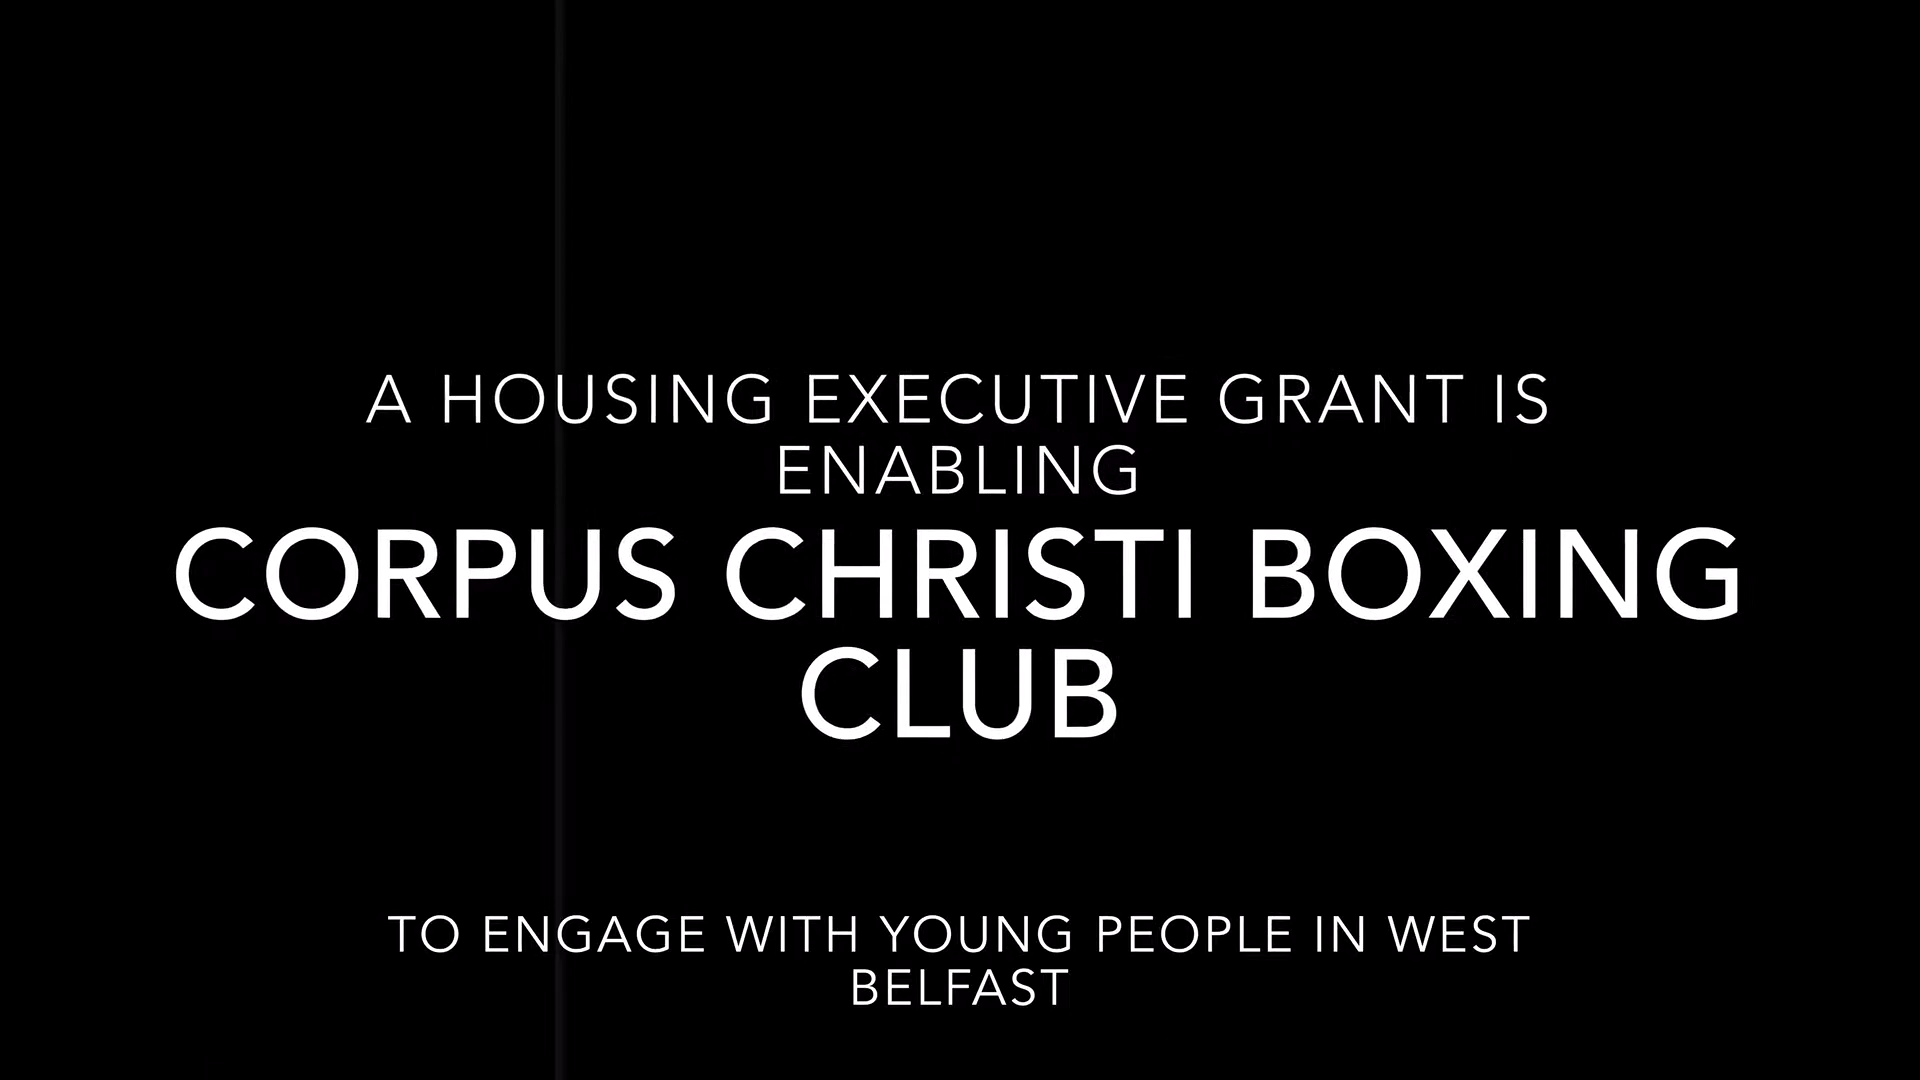 A HOUSING EXECUTIVE GRANT IS
ENABLING
CORPUS CHRISTI BOXING
CLUB
TO ENGAGE WITH YOUNG PEOPLE IN WEST
BELFAST